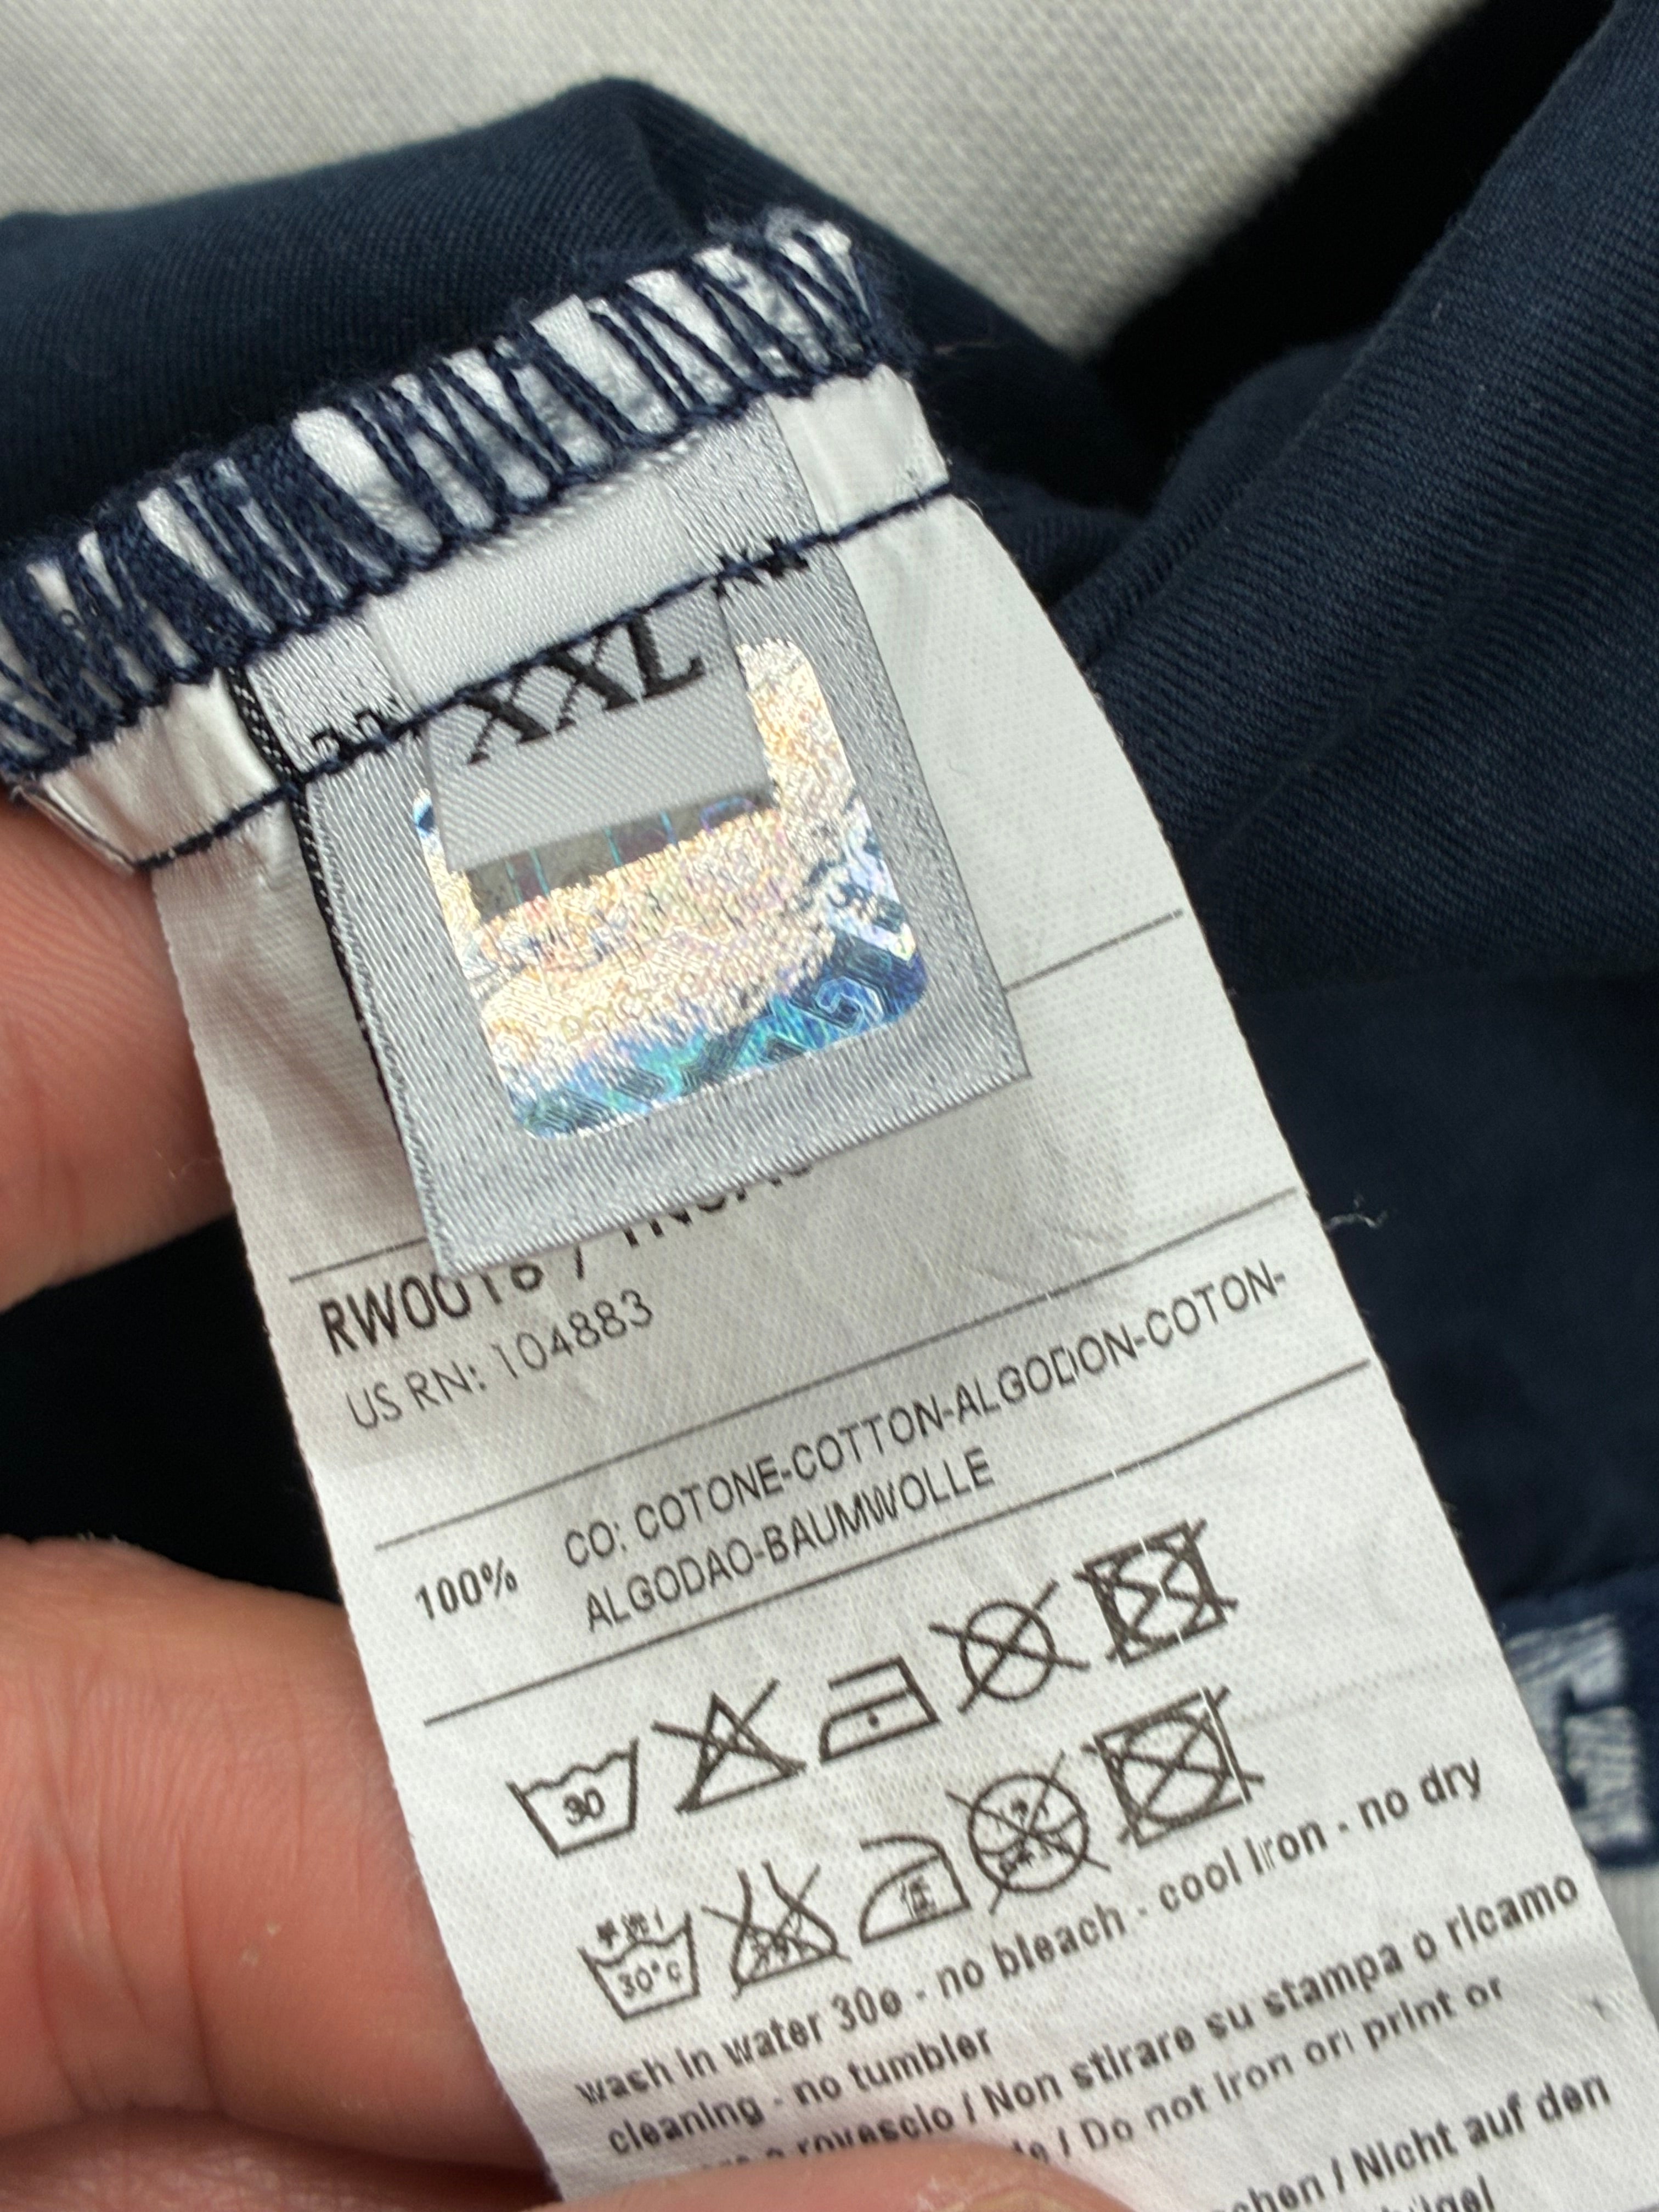 XXL
RW0018 /
US RN: 104883
100% CO: COTONE-COTTON-ALGODON-COTON-
ALGODAO-BAUMWOLLE
30
30°c 低
wash in water 30e - no bleach - cool iron - no dry
cleaning - no tumbler
rovescio / Non stirare su stampa o ricamo
/ Do not iron on print or
/ Nicht auf den